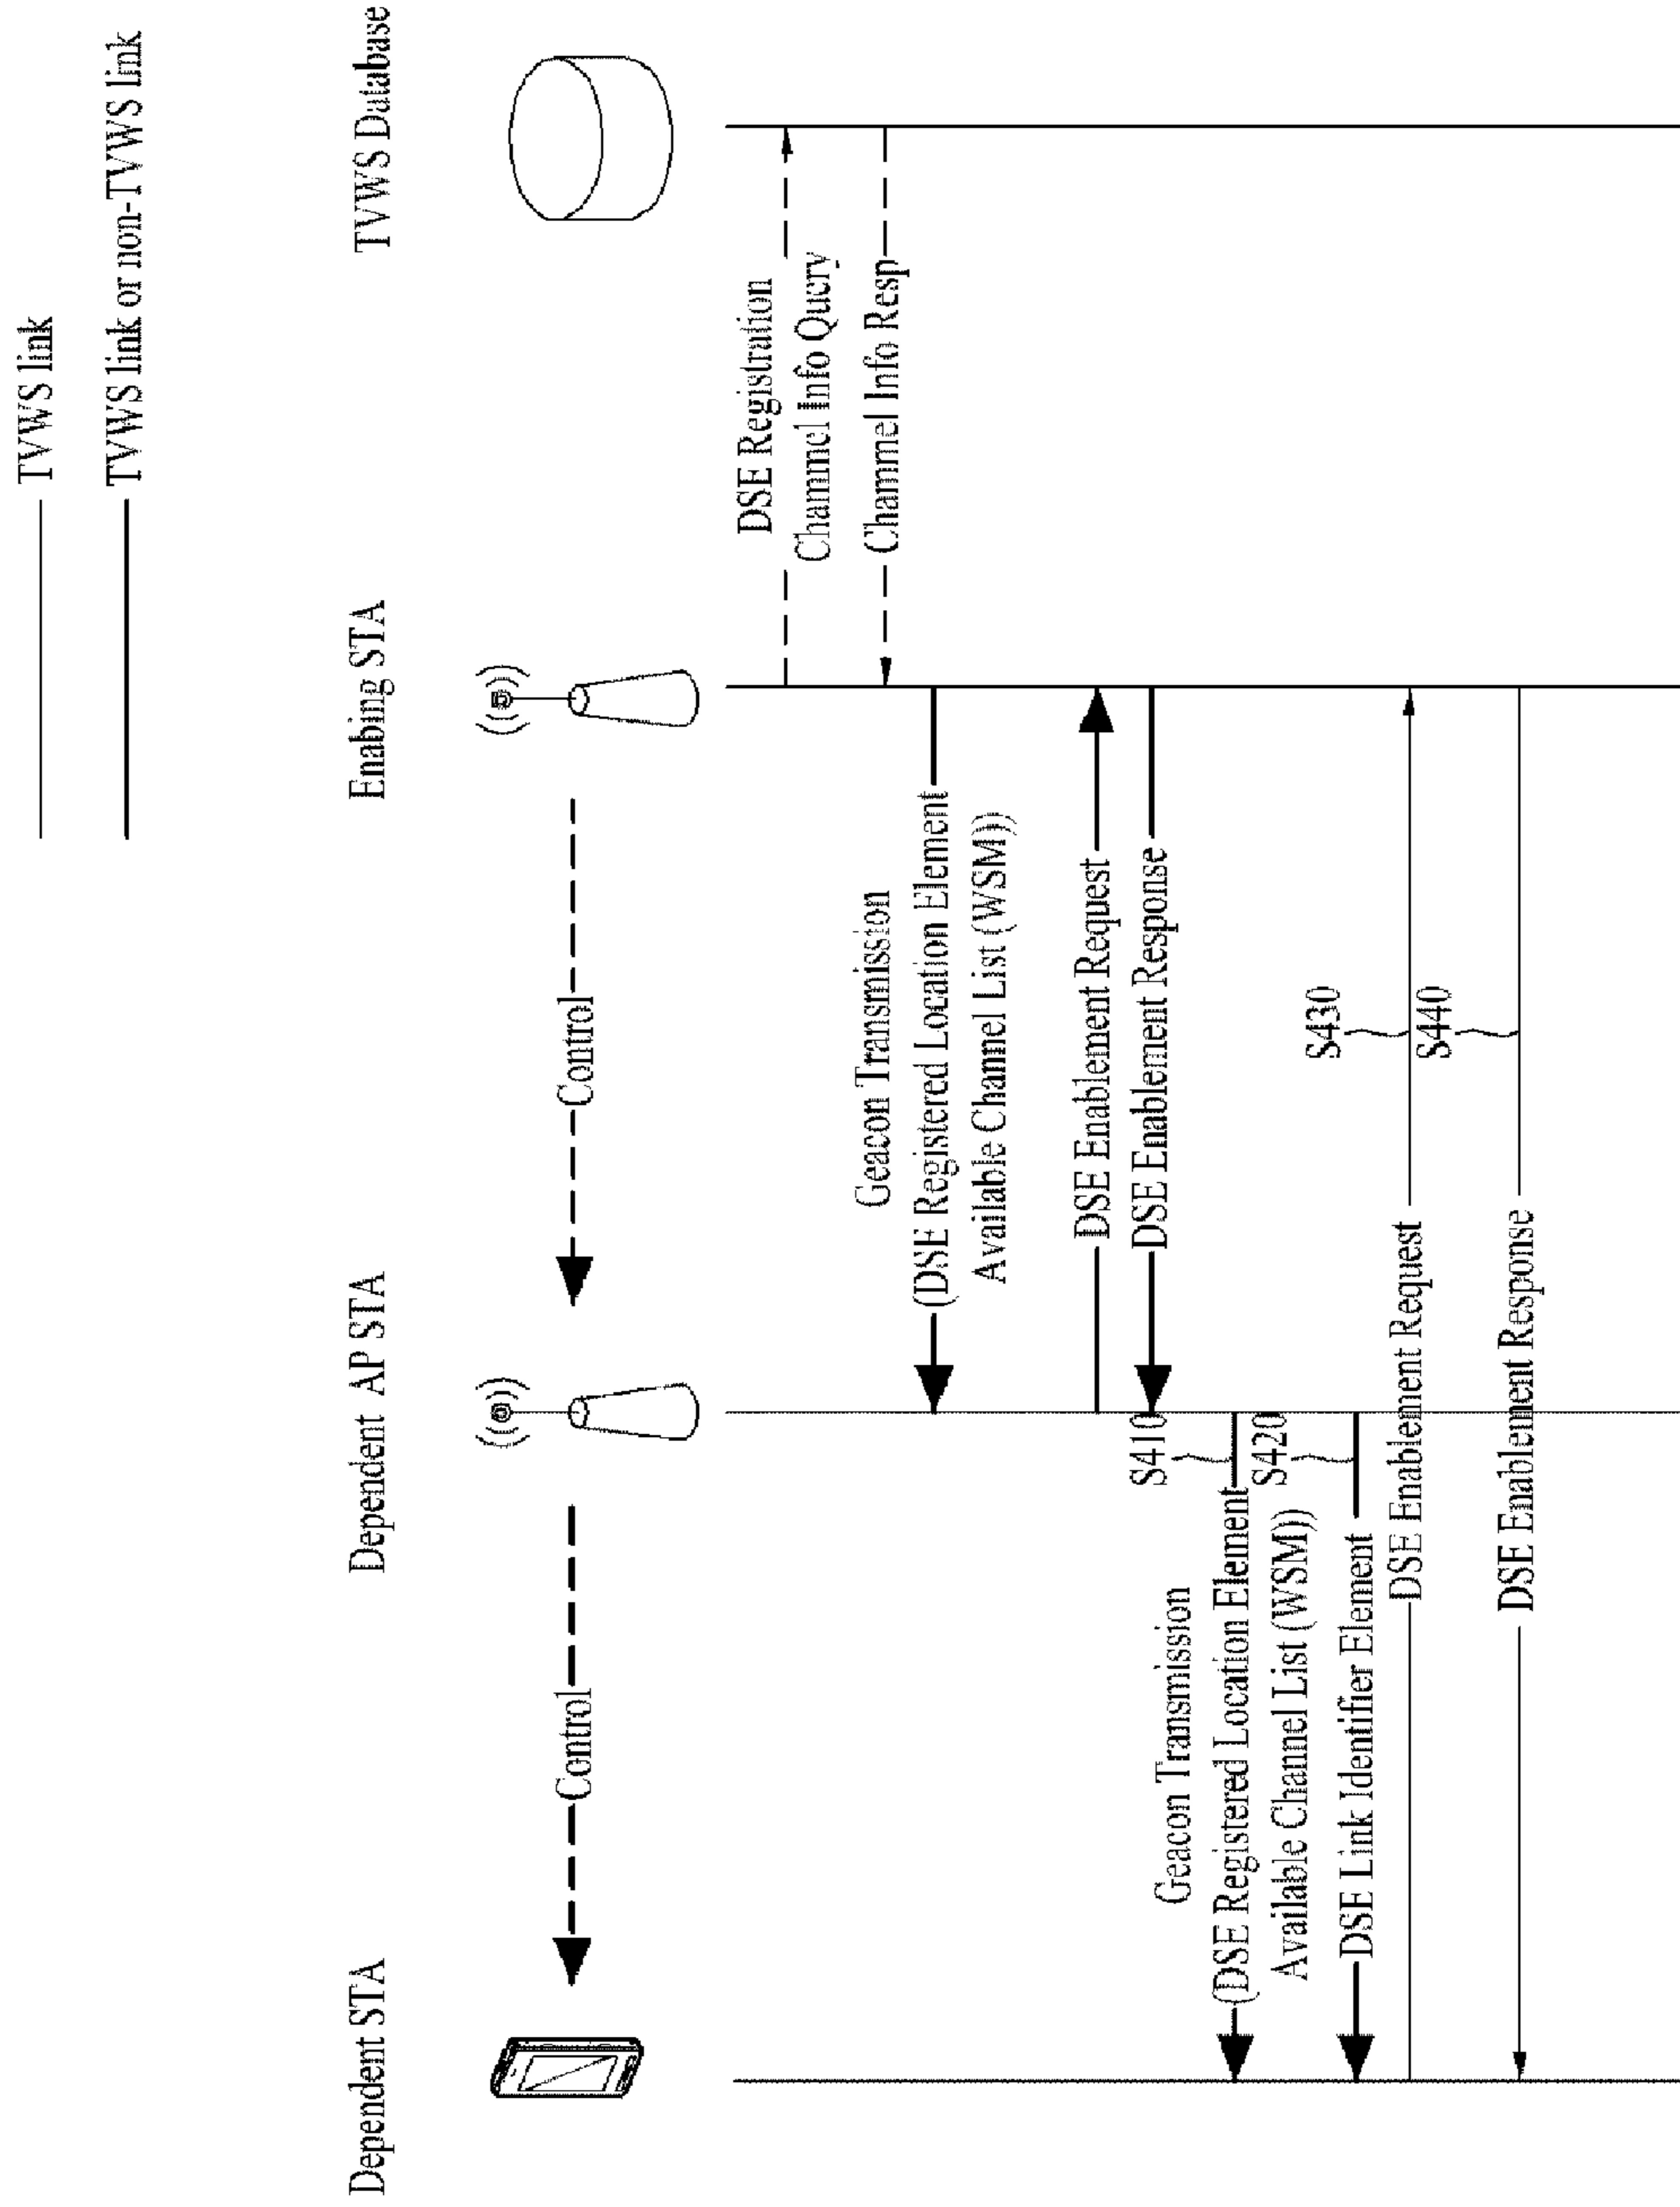 TVWS link
TVWS link or non-TVWS link
Dependent STA
Dependent AP STA
Enabing STA
TVWS Database
Control
Control
DSE Registration
Channel Info Query
Channel Info Resp
Geacon Transmission
(DSE Registered Location Element
Available Channel List (WSM))
DSE Enablement Request
DSE Enablement Response
S410
Geacon Transmission
(DSE Registered Location Element
Available Channel List (WSM))
S420
DSE Link Identifier Element
S430
DSE Enablement Request
S440
DSE Enablement Response